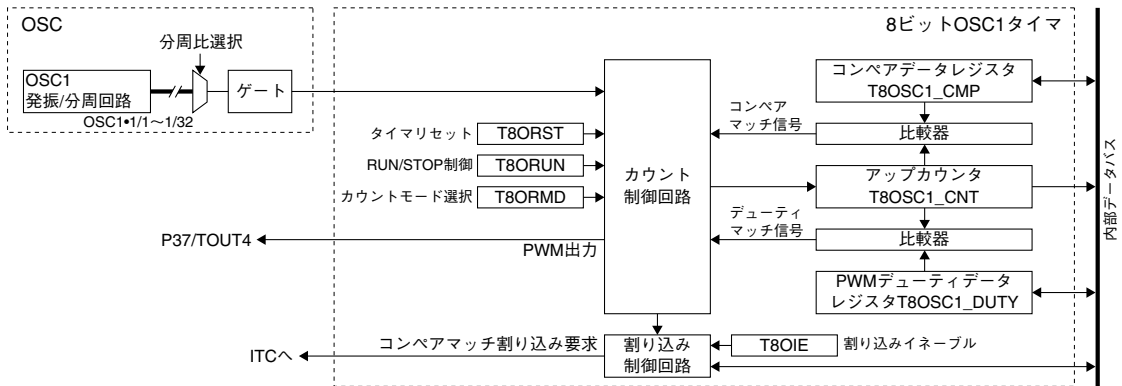 OSC
8ビットOSC1タイマ
分周比選択
OSC1
発振/分周回路
ゲート
OSC1•1/1～1/32
コンペアデータレジスタ
T8OSC1_CMP
コンペア
マッチ信号
比較器
タイマリセット
T8ORST
RUN/STOP制御
T8ORUN
カウントモード選択
T8ORMD
カウント
制御回路
アップカウンタ
T8OSC1_CNT
デューティ
マッチ信号
比較器
内部データバス
P37/TOUT4
PWM出力
PWMデューティデータ
レジスタT8OSC1_DUTY
ITCへ
コンペアマッチ割り込み要求
割り込み
制御回路
T8OIE
割り込みイネーブル